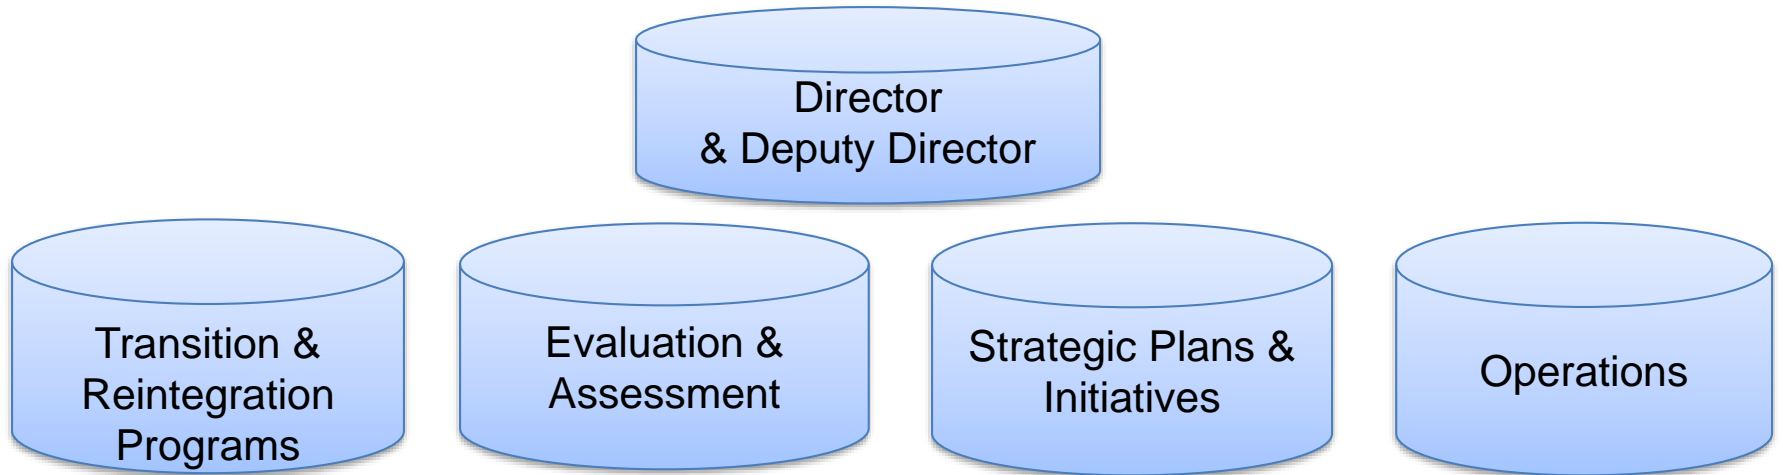 Director
& Deputy Director
Transition &
Reintegration
Programs
Evaluation &
Assessment
Strategic Plans &
Initiatives
Operations